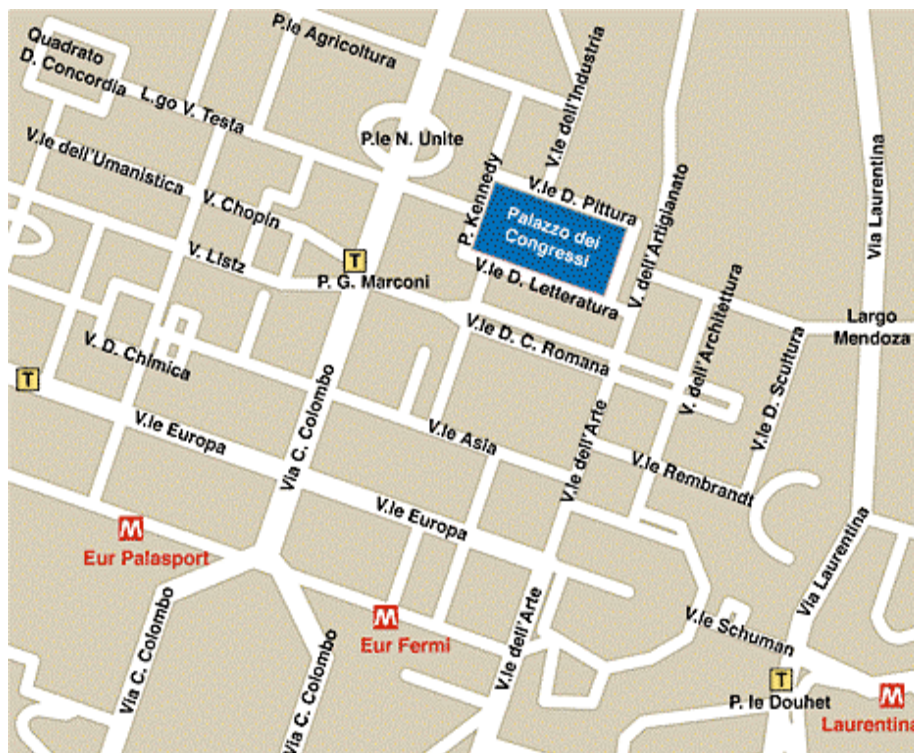 P.le Agricoltura
Quadrato
D. Concordia
L.go V. Testa
V.le dell'Industria
P.le N. Unite
V.le dell'Umanistica
V. Chopin
P. Kennedy
V.le D. Pittura
Palazzo dei
Congressi
V. dell'Artigianato
Via Laurentina
V. Listz
T
P. G. Marconi
V.le D. Letteratura
V. dell'Architettura
Largo
Mendoza
V.le D. C. Romana
V. D. Chimica
V.le D. Scultura
T
V.le Europa
Via C. Colombo
V.le Asia
V.le dell'Arte
V.le Rembrandt
V.le Europa
M
Eur Palasport
Via Laurentina
M
Eur Fermi
V.le dell'Arte
V.le Schuman
Via C. Colombo
Via C. Colombo
T
P. le Douhet
M
Laurentina